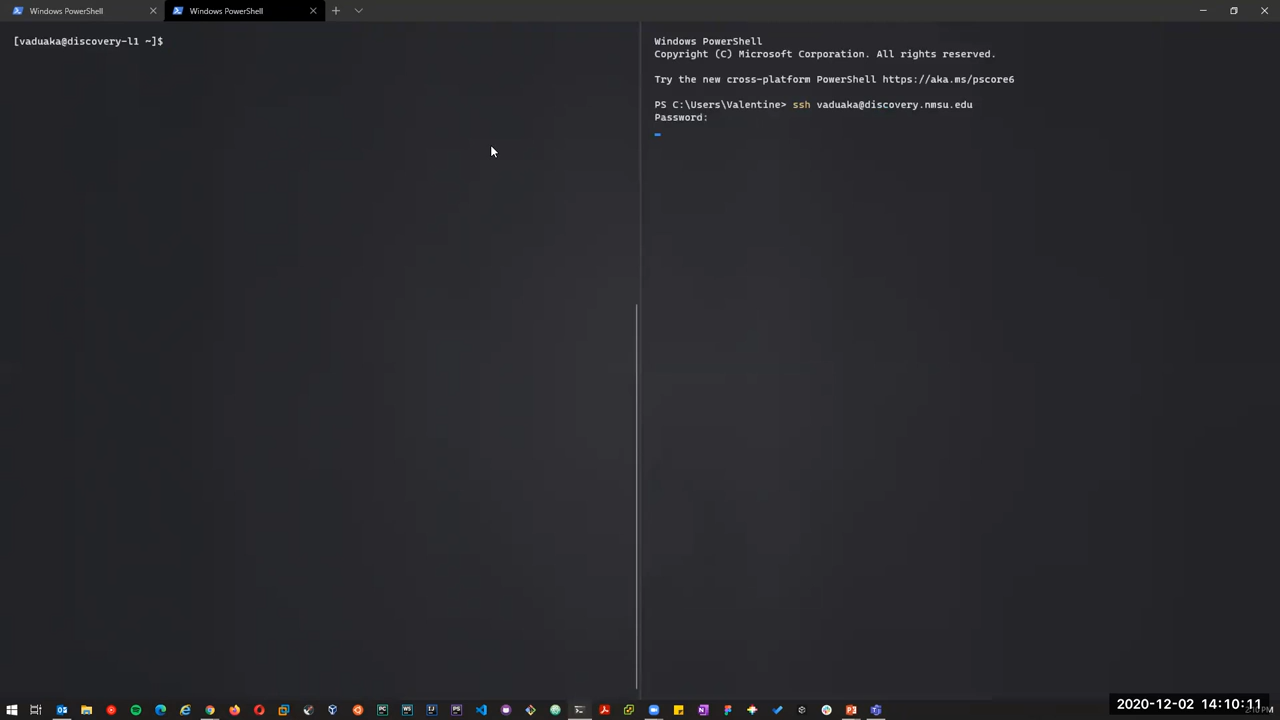 Windows PowerShell
Windows PowerShell
[vaduaka@discovery-l1 ~]$
Windows PowerShell
Copyright (C) Microsoft Corporation. All rights reserved.
Try the new cross-platform PowerShell https://aka.ms/pscore6
PS C:\Users\Valentine> ssh vaduaka@discovery.nmsu.edu
Password:
2020-12-02 14:10:11